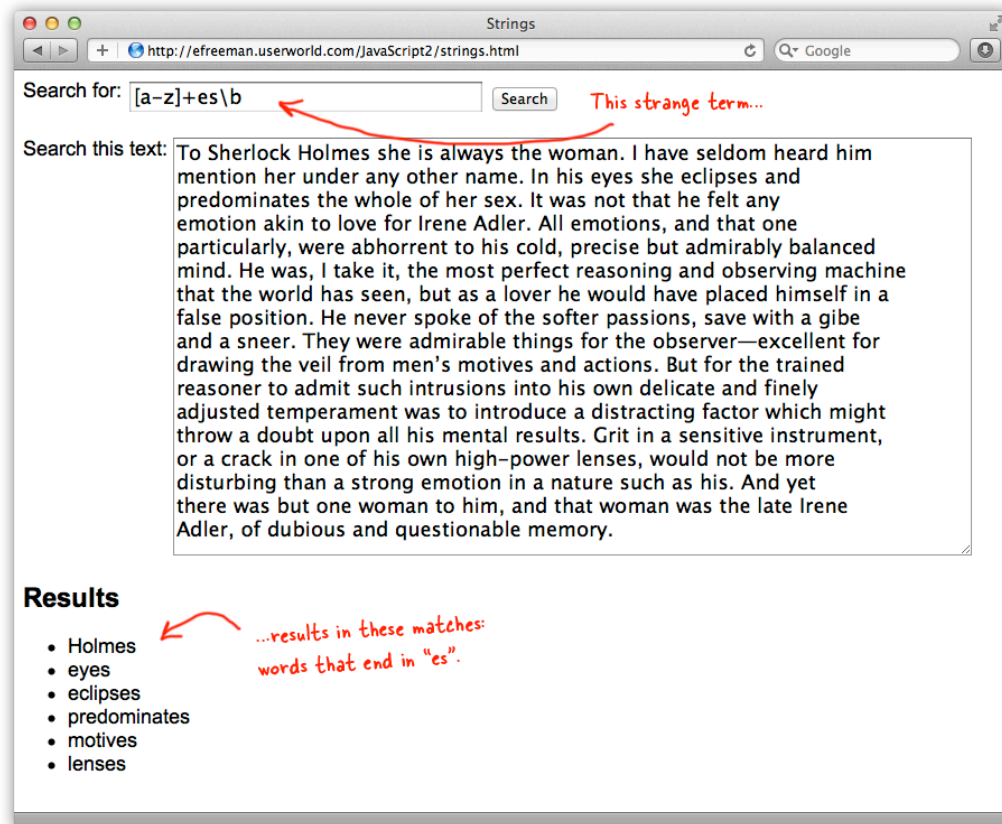 Strings
+ http://efreeman.userworld.com/JavaScript2/strings.html Google
Search for: [a-z]+es\b Search This strange term...
Search this text: To Sherlock Holmes she is always the woman. I have seldom heard him
mention her under any other name. In his eyes she eclipses and
predominates the whole of her sex. It was not that he felt any
emotion akin to love for Irene Adler. All emotions, and that one
particularly, were abhorrent to his cold, precise but admirably balanced
mind. He was, I take it, the most perfect reasoning and observing machine
that the world has seen, but as a lover he would have placed himself in a
false position. He never spoke of the softer passions, save with a gibe
and a sneer. They were admirable things for the observer—excellent for
drawing the veil from men’s motives and actions. But for the trained
reasoner to admit such intrusions into his own delicate and finely
adjusted temperament was to introduce a distracting factor which might
throw a doubt upon all his mental results. Grit in a sensitive instrument,
or a crack in one of his own high-power lenses, would not be more
disturbing than a strong emotion in a nature such as his. And yet
there was but one woman to him, and that woman was the late Irene
Adler, of dubious and questionable memory.
Results
• Holmes
• eyes
• eclipses
• predominates
• motives
• lenses
...results in these matches:
words that end in “es”.